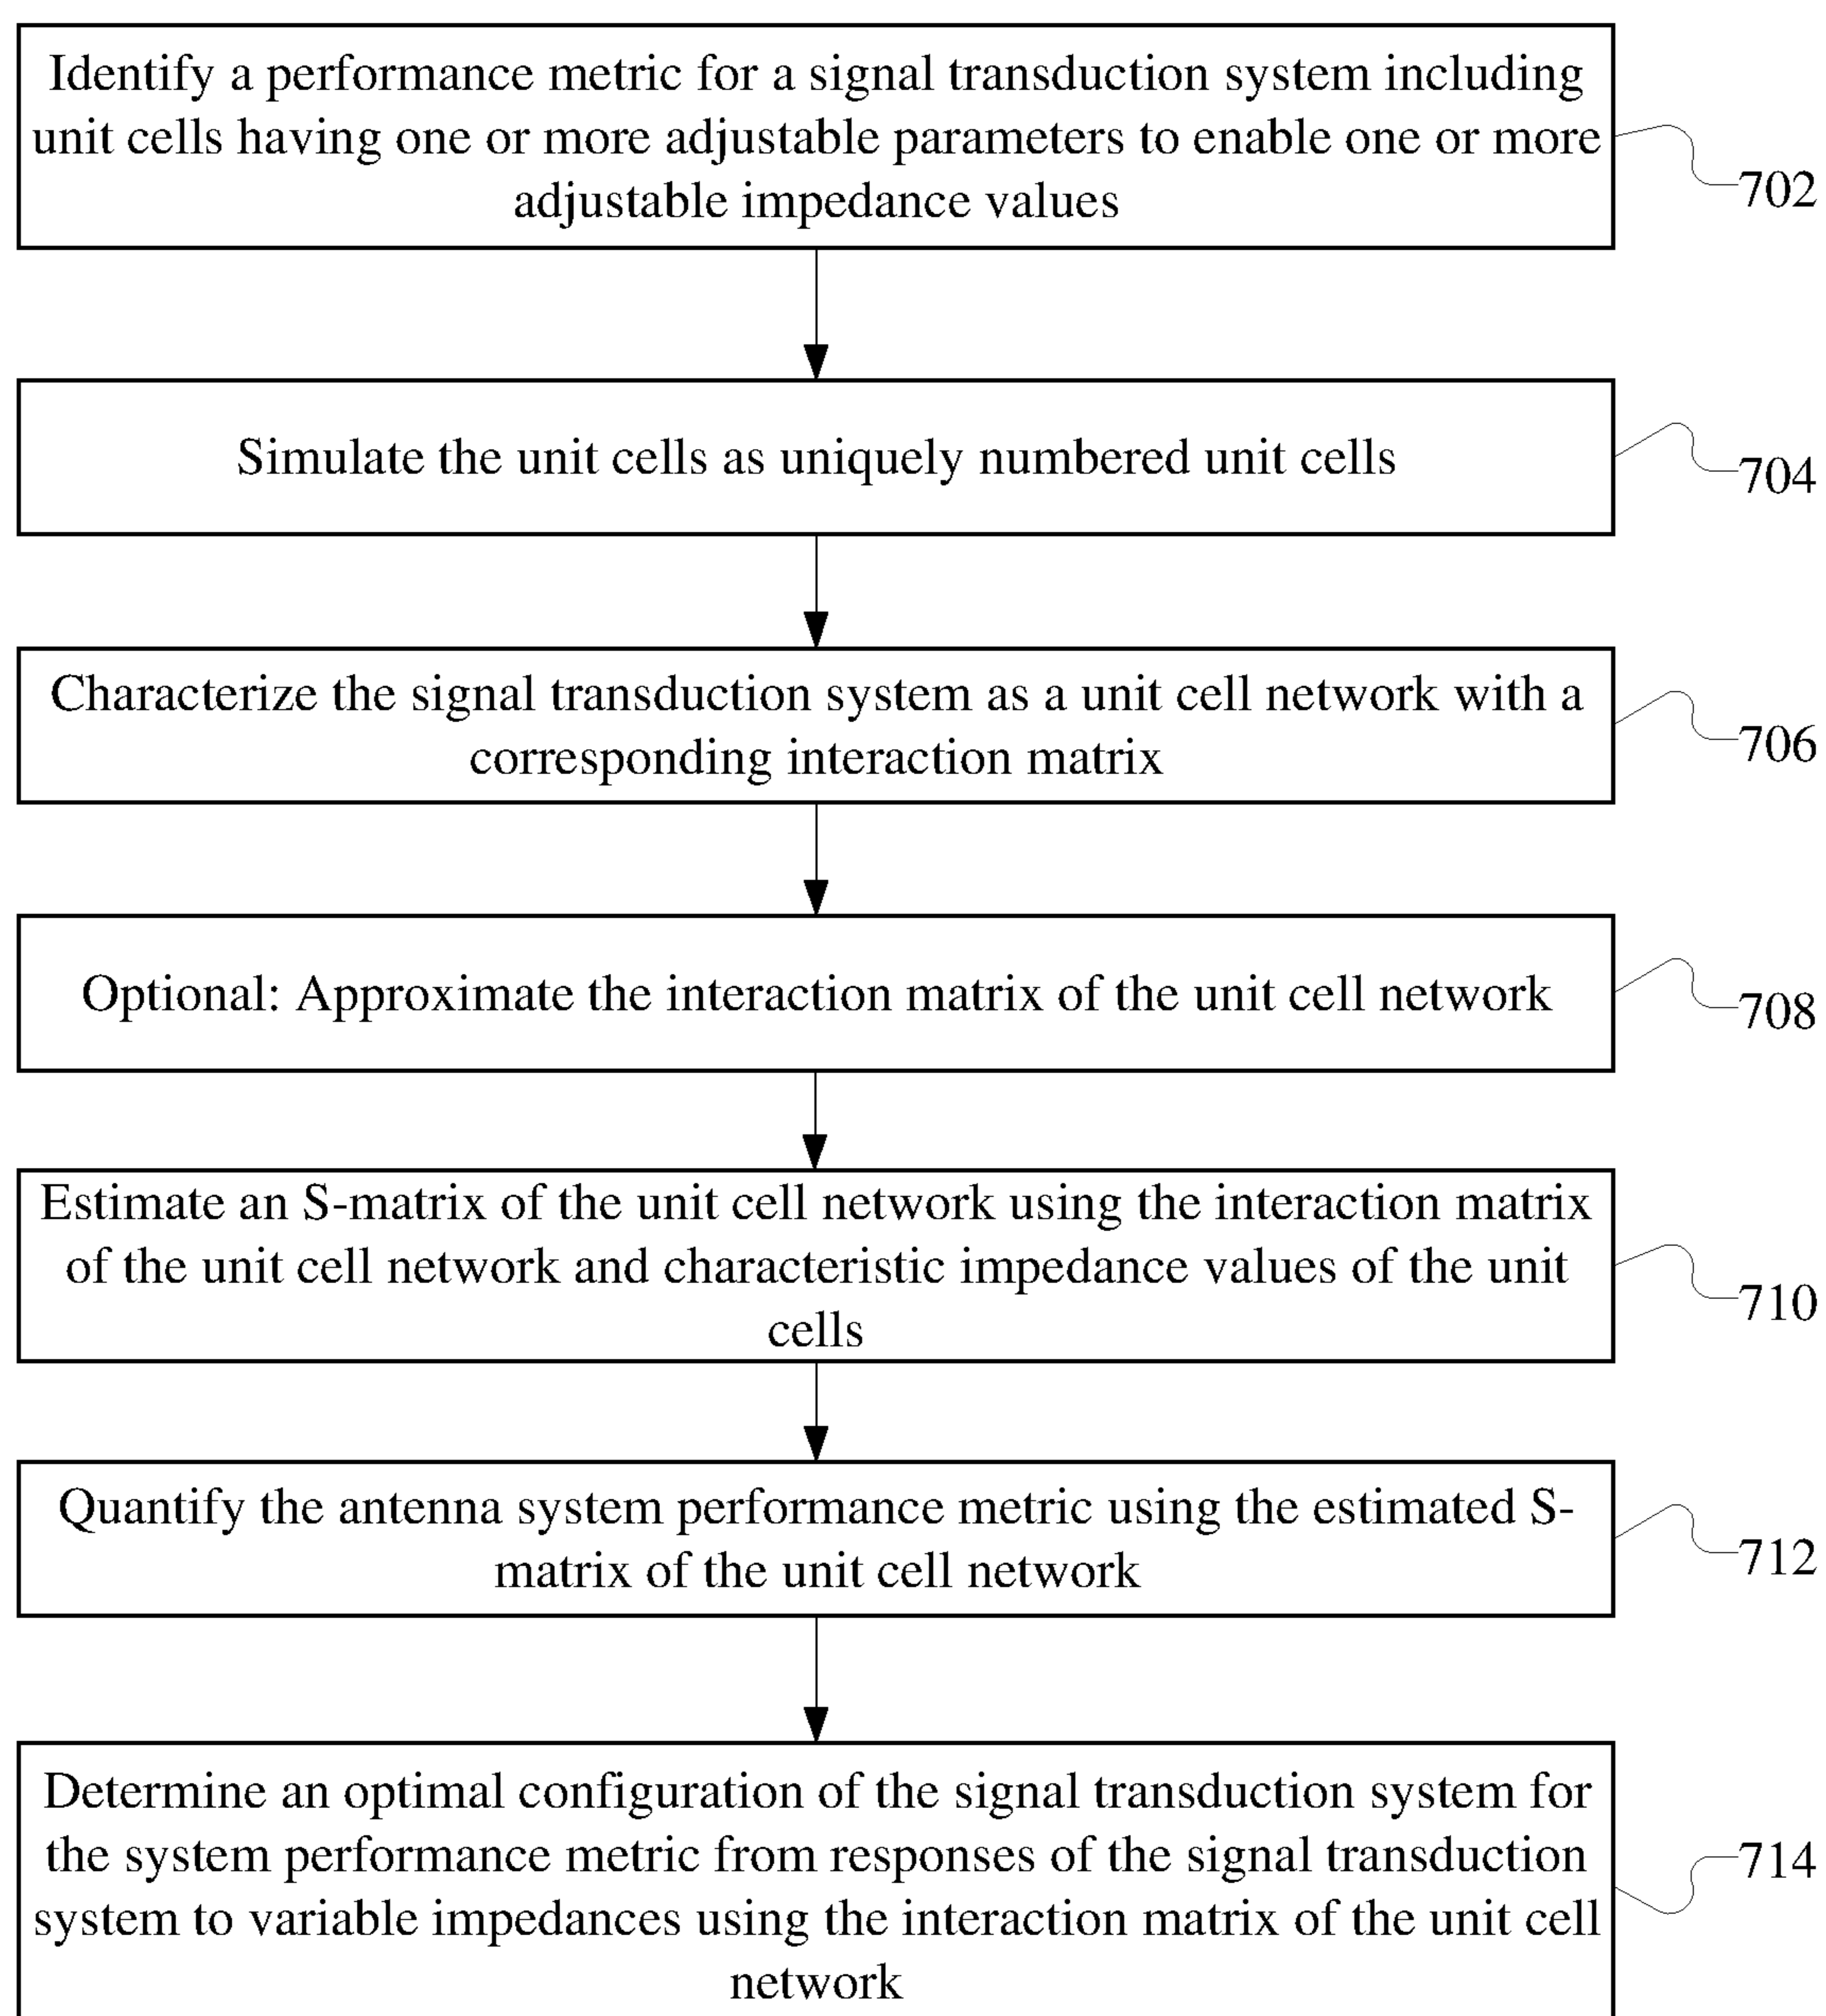 Identify a performance metric for a signal transduction system including
unit cells having one or more adjustable parameters to enable one or more
adjustable impedance values
702
Simulate the unit cells as uniquely numbered unit cells
704
Characterize the signal transduction system as a unit cell network with a
corresponding interaction matrix
706
Optional: Approximate the interaction matrix of the unit cell network
708
Estimate an S-matrix of the unit cell network using the interaction matrix
of the unit cell network and characteristic impedance values of the unit
cells
710
Quantify the antenna system performance metric using the estimated S-
matrix of the unit cell network
712
Determine an optimal configuration of the signal transduction system for
the system performance metric from responses of the signal transduction
system to variable impedances using the interaction matrix of the unit cell
network
714